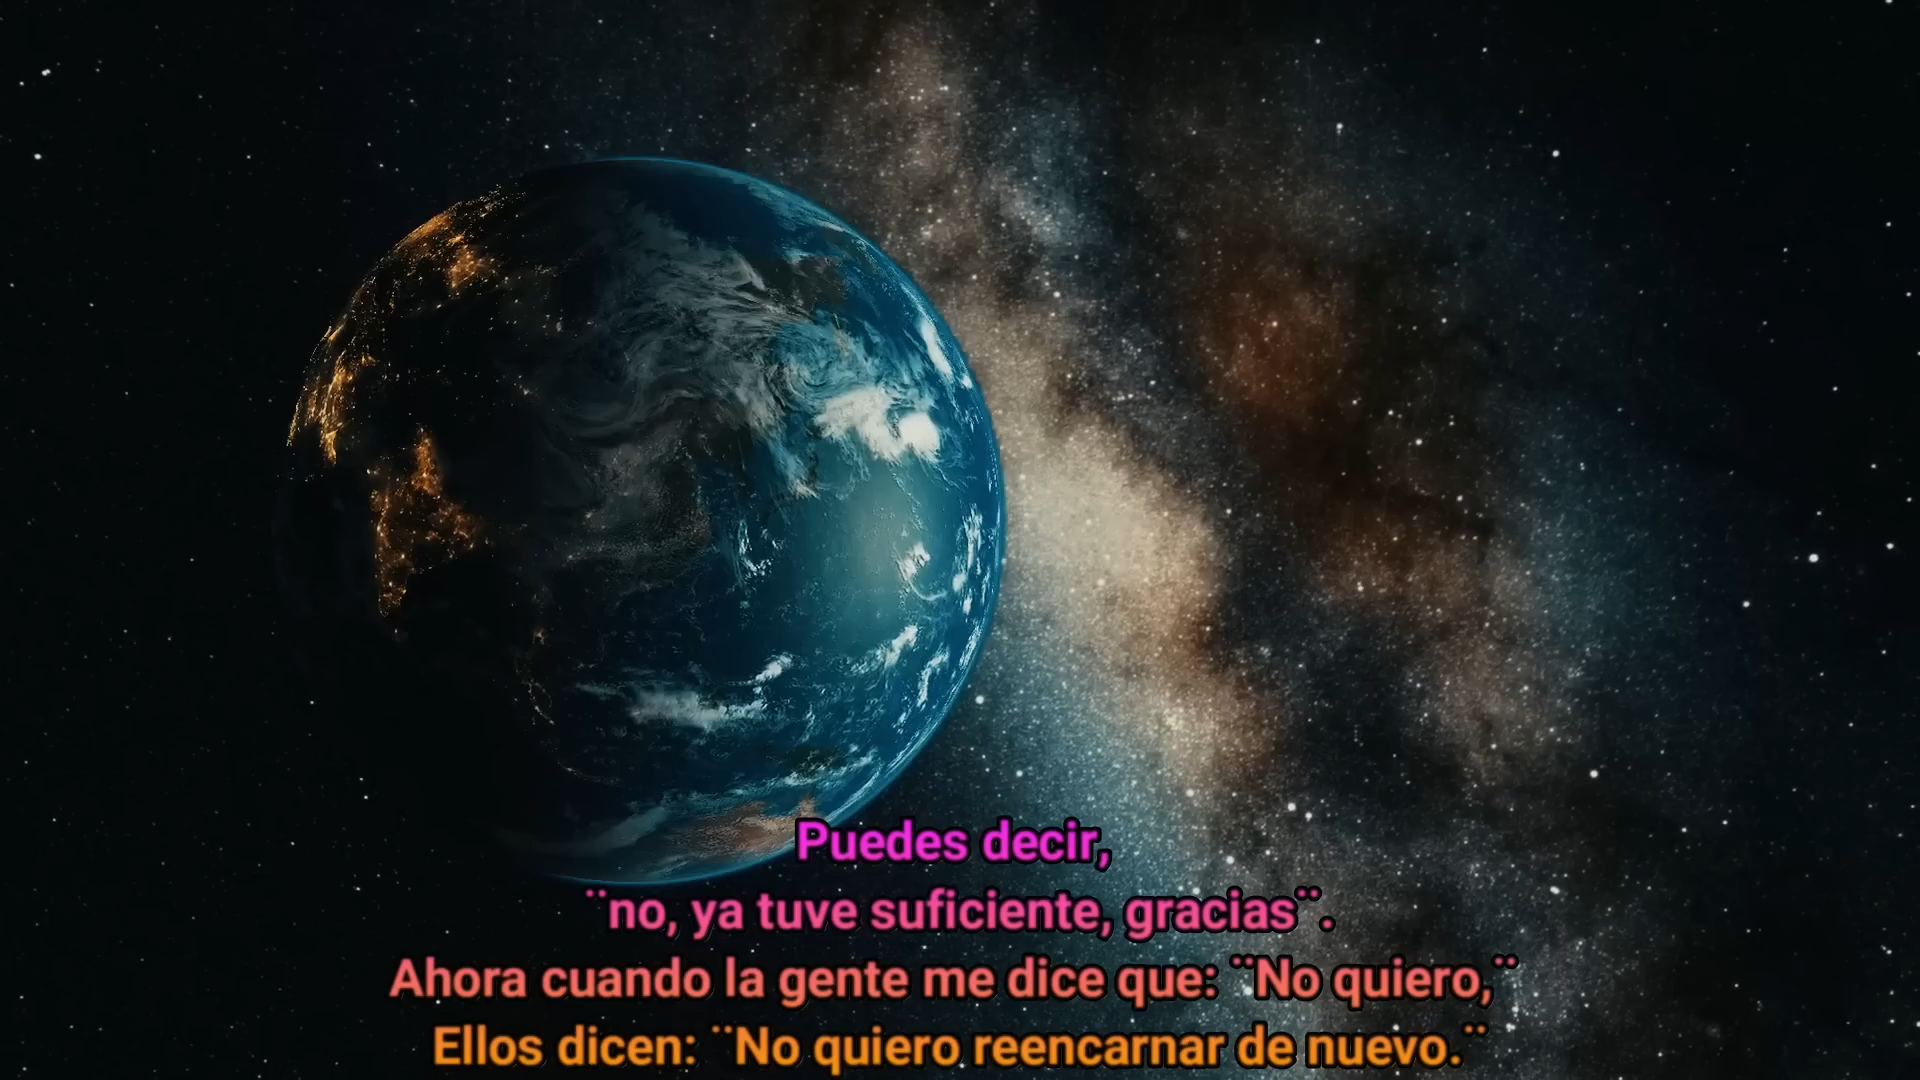 Puedes decir,
¨no, ya tuve suficiente, gracias¨.
Ahora cuando la gente me dice que: ¨No quiero,¨
Ellos dicen: ¨No quiero reencarnar de nuevo.¨